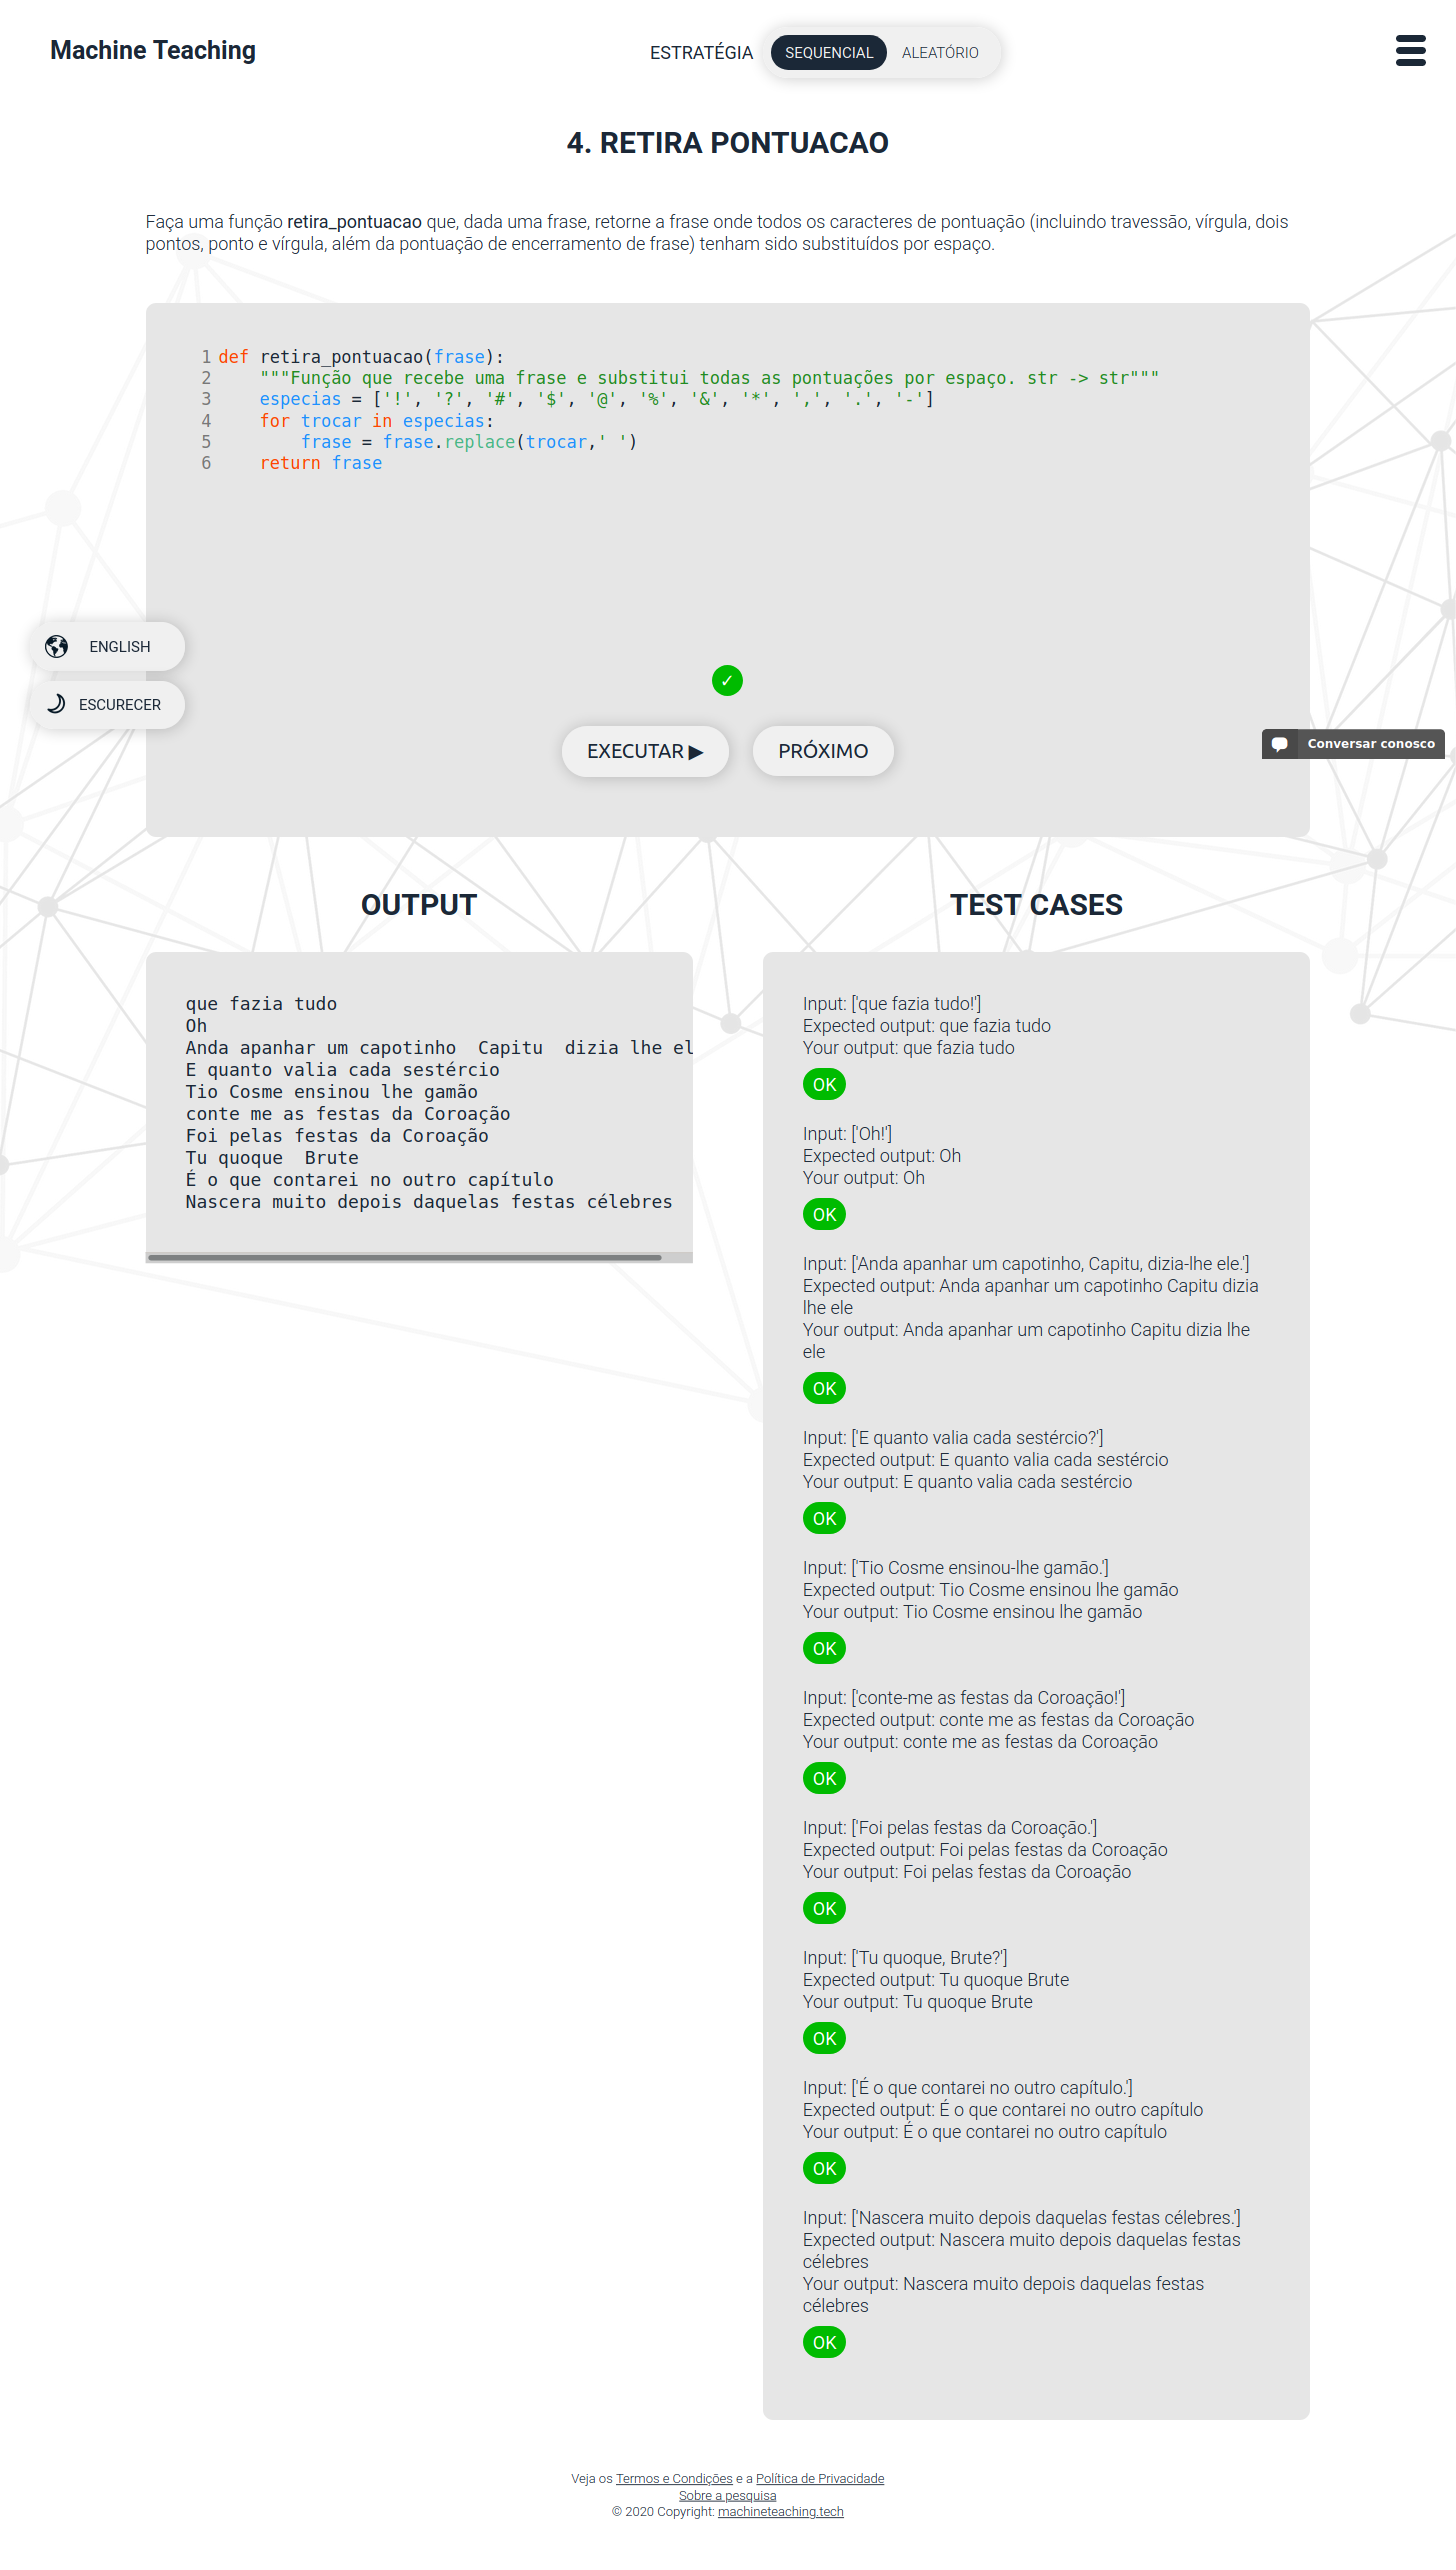 Machine Teaching
ESTRATÉGIA SEQUENCIAL ALEATÓRIO
4. RETIRA PONTUACAO
Faça uma função retira_pontuacao que, dada uma frase, retorne a frase onde todos os caracteres de pontuação (incluindo travessão, vírgula, dois
pontos, ponto e vírgula, além da pontuação de encerramento de frase) tenham sido substituídos por espaço.
1 def retira_pontuacao(frase):
2     """Função que recebe uma frase e substitui todas as pontuações por espaço. str -> str"""
3     especias = ['!', '?', '#', '$', '@', '%', '&', '*', ',', '.', '-']
4     for trocar in especias:
5         frase = frase.replace(trocar,' ')
6     return frase
ENGLISH
✓
ESCURECER
EXECUTAR ▶ PRÓXIMO
Conversar conosco
OUTPUT
que fazia tudo
Oh
Anda apanhar um capotinho  Capitu  dizia lhe el
E quanto valia cada sestércio
Tio Cosme ensinou lhe gamão
conte me as festas da Coroação
Foi pelas festas da Coroação
Tu quoque  Brute
É o que contarei no outro capítulo
Nascera muito depois daquelas festas célebres
TEST CASES
Input: ['que fazia tudo!']
Expected output: que fazia tudo
Your output: que fazia tudo
OK
Input: ['Oh!']
Expected output: Oh
Your output: Oh
OK
Input: ['Anda apanhar um capotinho, Capitu, dizia-lhe ele.']
Expected output: Anda apanhar um capotinho Capitu dizia
lhe ele
Your output: Anda apanhar um capotinho Capitu dizia lhe
ele
OK
Input: ['E quanto valia cada sestércio?']
Expected output: E quanto valia cada sestércio
Your output: E quanto valia cada sestércio
OK
Input: ['Tio Cosme ensinou-lhe gamão.']
Expected output: Tio Cosme ensinou lhe gamão
Your output: Tio Cosme ensinou lhe gamão
OK
Input: ['conte-me as festas da Coroação!']
Expected output: conte me as festas da Coroação
Your output: conte me as festas da Coroação
OK
Input: ['Foi pelas festas da Coroação.']
Expected output: Foi pelas festas da Coroação
Your output: Foi pelas festas da Coroação
OK
Input: ['Tu quoque, Brute?']
Expected output: Tu quoque Brute
Your output: Tu quoque Brute
OK
Input: ['É o que contarei no outro capítulo.']
Expected output: É o que contarei no outro capítulo
Your output: É o que contarei no outro capítulo
OK
Input: ['Nascera muito depois daquelas festas célebres.']
Expected output: Nascera muito depois daquelas festas
célebres
Your output: Nascera muito depois daquelas festas
célebres
OK
Veja os Termos e Condições e a Política de Privacidade
Sobre a pesquisa
© 2020 Copyright: machineteaching.tech